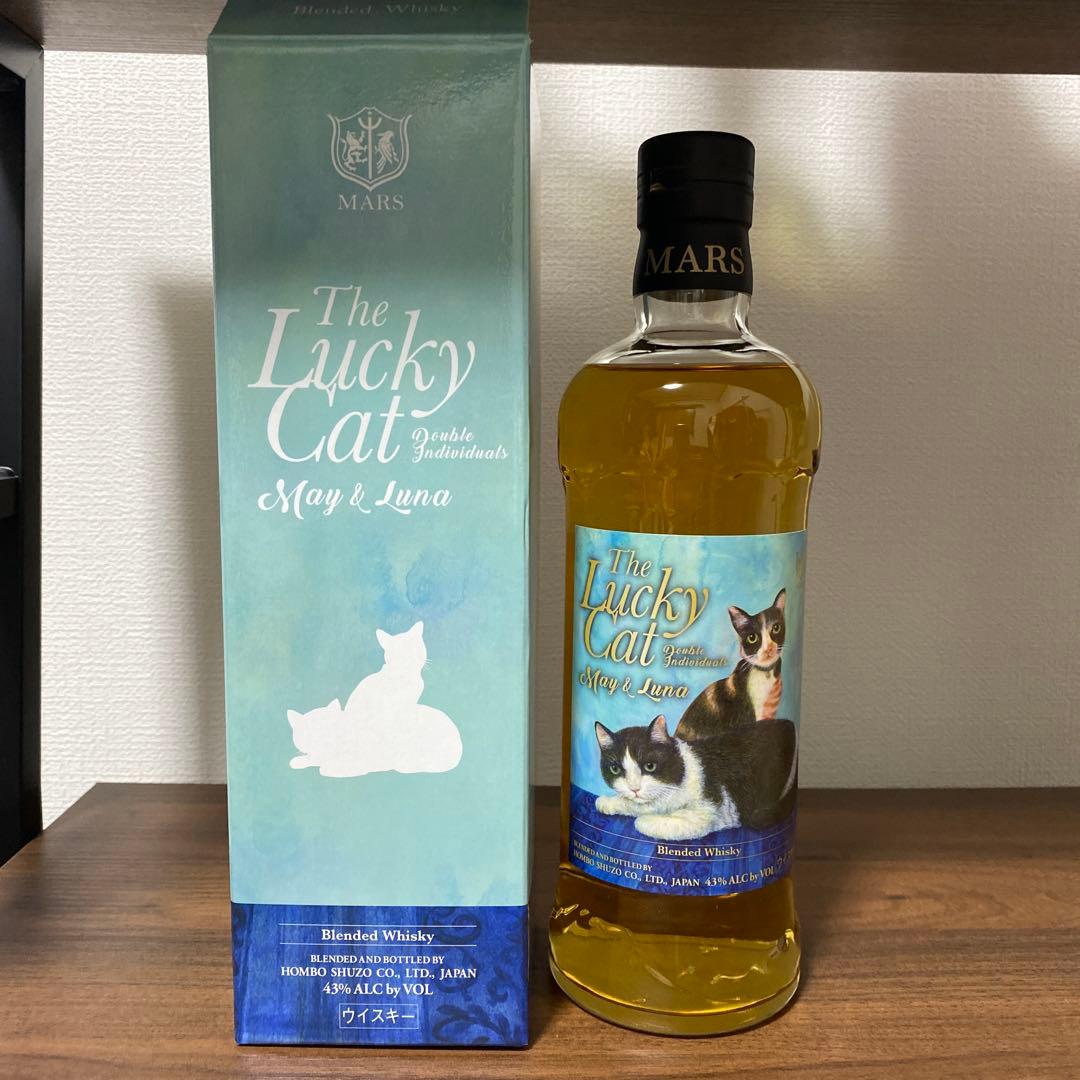 Blended Whisky
MARS
The
Lucky
Cat
Double
Individuals
May & Luna
Blended Whisky
BLENDED AND BOTTLED BY
HOMBO SHUZO CO., LTD., JAPAN
43% ALC by VOL
ウイスキー
MARS
The
Lucky
Cat
Double
Individuals
May & Luna
Blended Whisky
BLENDED AND BOTTLED BY
HOMBO SHUZO CO., LTD., JAPAN 43% ALC by VOL